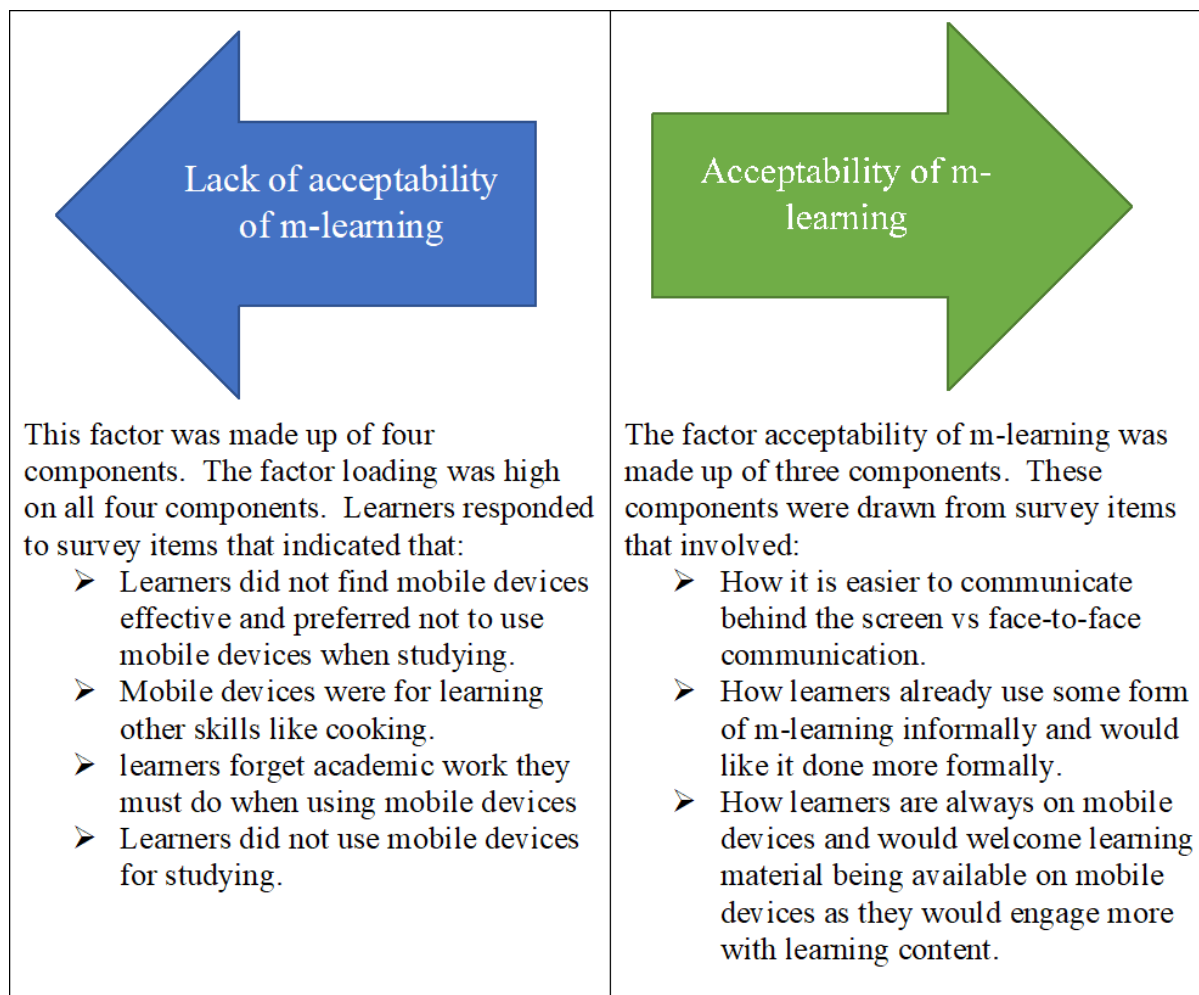 Lack of acceptability
of m-learning
This factor was made up of four
components.  The factor loading was high
on all four components.  Learners responded
to survey items that indicated that:
➤ Learners did not find mobile devices
effective and preferred not to use
mobile devices when studying.
➤ Mobile devices were for learning
other skills like cooking.
➤ learners forget academic work they
must do when using mobile devices
➤ Learners did not use mobile devices
for studying.
Acceptability of m-
learning
The factor acceptability of m-learning was
made up of three components.  These
components were drawn from survey items
that involved:
➤ How it is easier to communicate
behind the screen vs face-to-face
communication.
➤ How learners already use some form
of m-learning informally and would
like it done more formally.
➤ How learners are always on mobile
devices and would welcome learning
material being available on mobile
devices as they would engage more
with learning content.